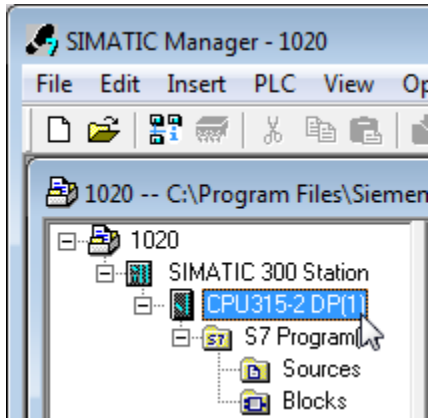 SIMATIC Manager - 1020
File Edit Insert PLC View Op
1020 -- C:\Program Files\Siemen
1020
SIMATIC 300 Station
CPU315-2 DP(1)
S7 Program(
Sources
Blocks